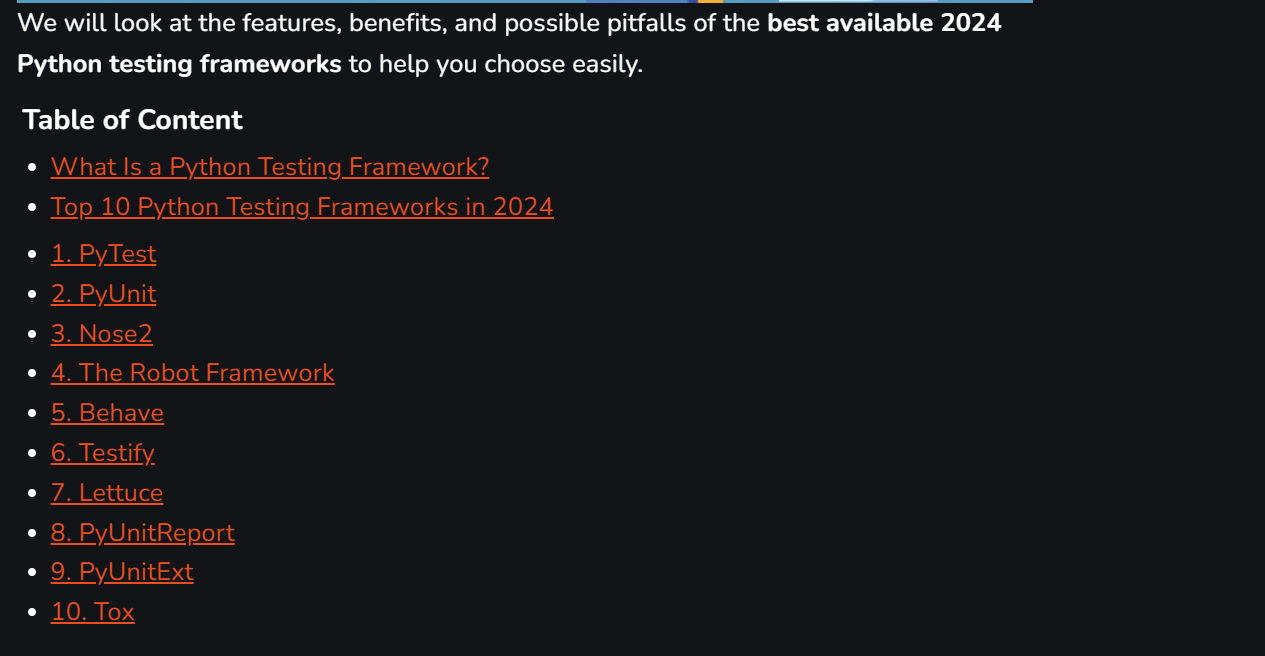 We will look at the features, benefits, and possible pitfalls of the best available 2024
Python testing frameworks to help you choose easily.
Table of Content
What Is a Python Testing Framework?
Top 10 Python Testing Frameworks in 2024
1. PyTest
2. PyUnit
3. Nose2
4. The Robot Framework
5. Behave
6. Testify
7. Lettuce
8. PyUnitReport
9. PyUnitExt
10. Tox